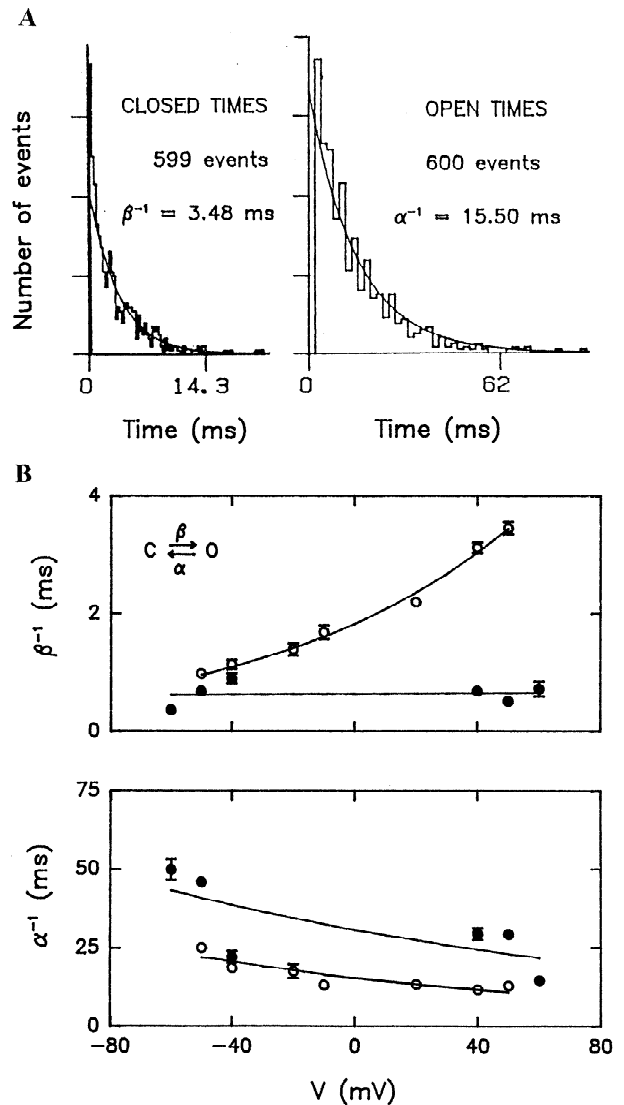 A
Number of events
CLOSED TIMES
599 events
β⁻¹ = 3.48 ms
0
14.3
Time (ms)
OPEN TIMES
600 events
α⁻¹ = 15.50 ms
0
62
Time (ms)
B
β⁻¹ (ms)
4
2
0
β
C ⇄ O
α
α⁻¹ (ms)
75
50
25
0
-80
-40
0
40
80
V (mV)